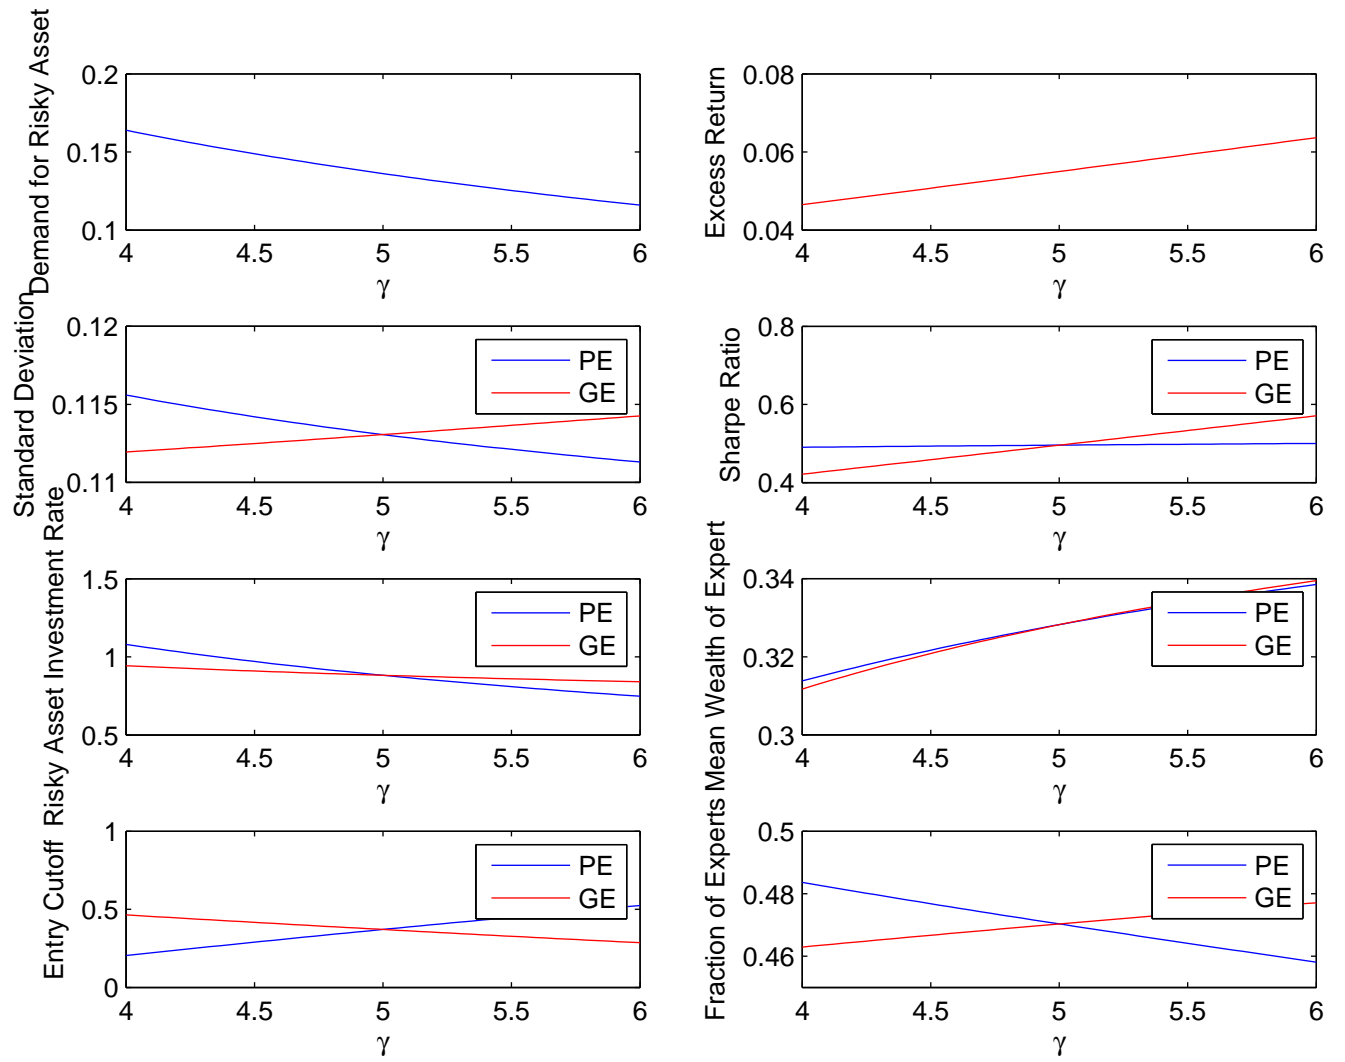 Demand for Risky Asset
0.2
0.15
0.1
4
4.5
5
5.5
6
γ
Excess Return
0.08
0.06
0.04
4
4.5
5
5.5
6
γ
Standard Deviation
0.12
0.115
0.11
PE
GE
4
4.5
5
5.5
6
γ
Sharpe Ratio
0.8
0.6
0.4
PE
GE
4
4.5
5
5.5
6
γ
Risky Asset Investment Rate
1.5
1
0.5
PE
GE
4
4.5
5
5.5
6
γ
Mean Wealth of Expert
0.34
0.32
0.3
PE
GE
4
4.5
5
5.5
6
γ
Entry Cutoff
1
0.5
0
PE
GE
4
4.5
5
5.5
6
γ
Fraction of Experts
0.5
0.48
0.46
PE
GE
4
4.5
5
5.5
6
γ